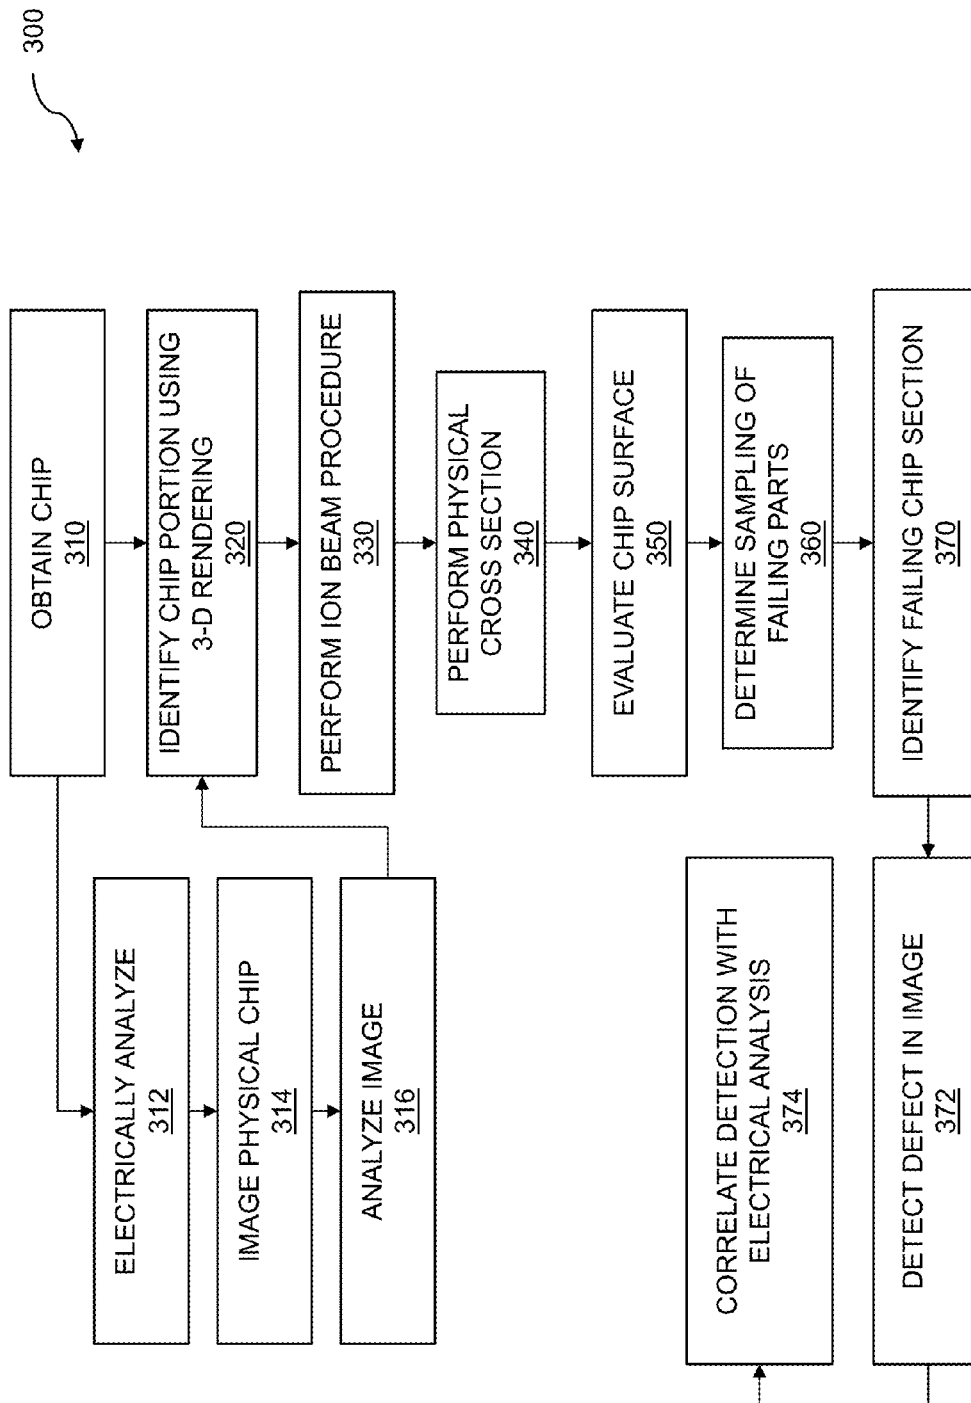 300
OBTAIN CHIP
310
ELECTRICALLY ANALYZE
312
IMAGE PHYSICAL CHIP
314
ANALYZE IMAGE
316
IDENTIFY CHIP PORTION USING
3-D RENDERING
320
PERFORM ION BEAM PROCEDURE
330
PERFORM PHYSICAL
CROSS SECTION
340
EVALUATE CHIP SURFACE
350
DETERMINE SAMPLING OF
FAILING PARTS
360
IDENTIFY FAILING CHIP SECTION
370
DETECT DEFECT IN IMAGE
372
CORRELATE DETECTION WITH
ELECTRICAL ANALYSIS
374